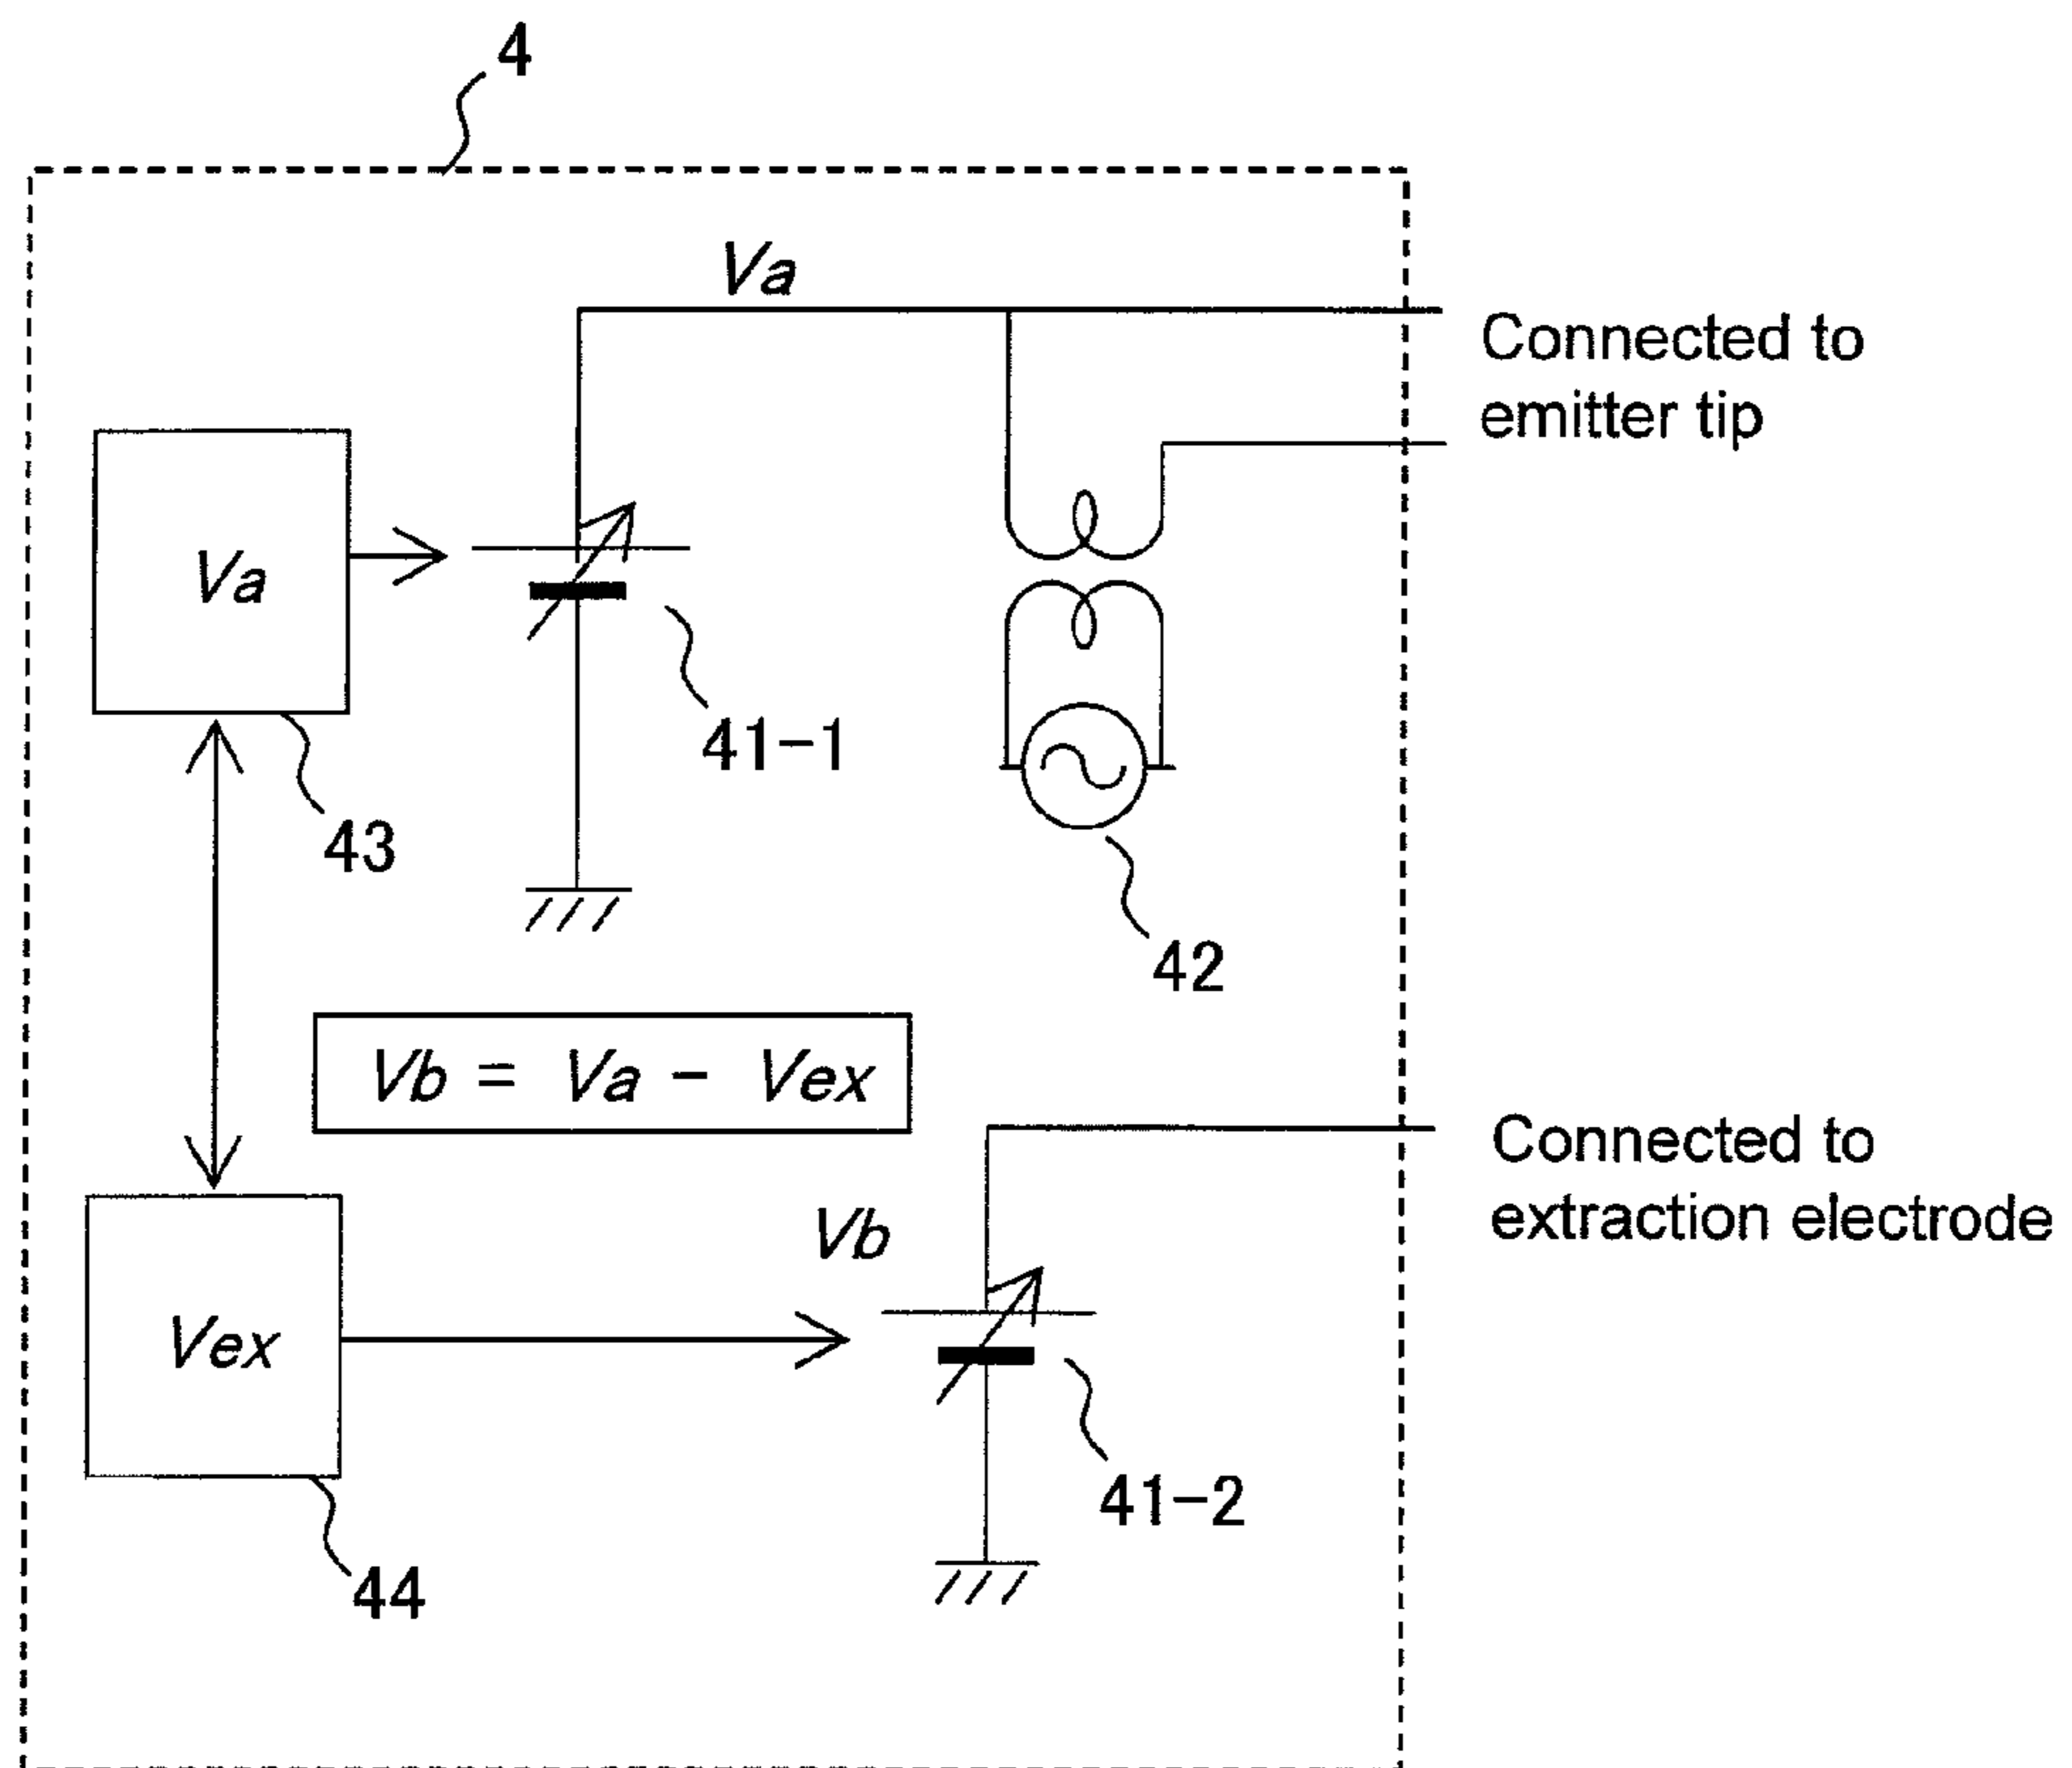 4
Va
Connected to
emitter tip
Va
41-1
43
42
Vb = Va - Vex
Connected to
extraction electrode
Vb
Vex
41-2
44